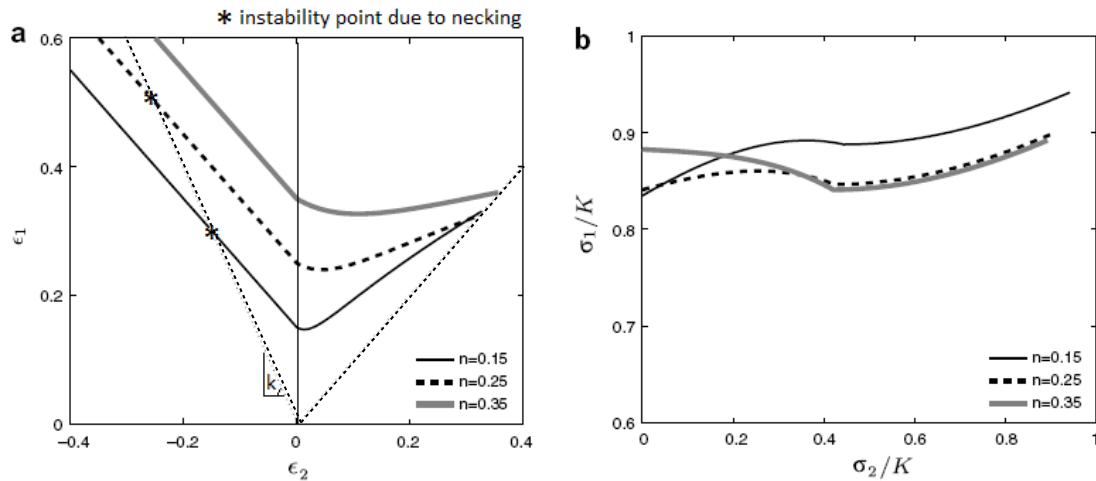 * instability point due to necking
a
0.6
0.4
0.2
0
−0.4
−0.2
0
0.2
0.4
ϵ1
ϵ2
k
n=0.15
n=0.25
n=0.35
b
1
0.9
0.8
0.7
0.6
0
0.2
0.4
0.6
0.8
1
σ1/K
σ2/K
n=0.15
n=0.25
n=0.35